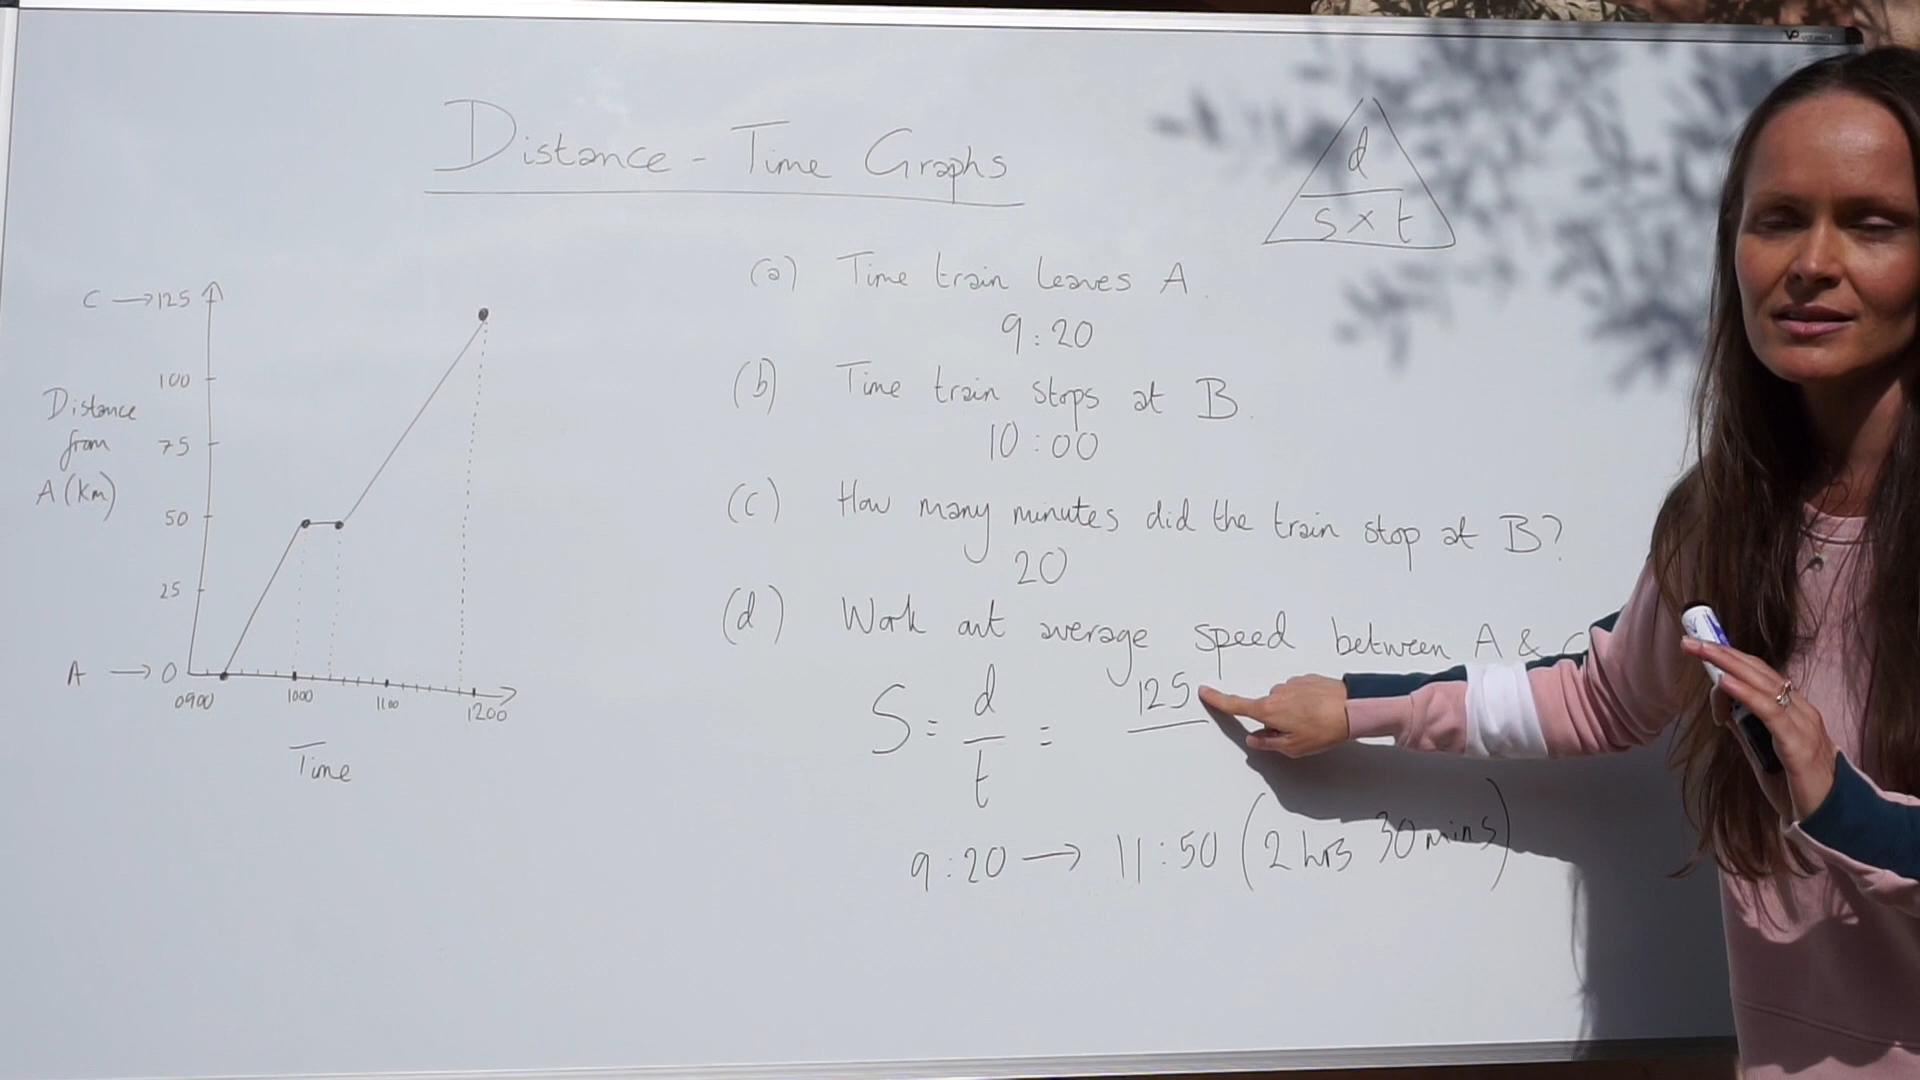 Distance - Time Graphs
d
s x t
(a) Time train leaves A.
9:20
(b) Time train stops at B.
10:00
(c) How many minutes did the train stop at B?
20
(d) Work out average speed between A & C
S = d/t = 125
9:20 → 11:50 (2 hrs 30 mins)
C → 125
100
Distance
from
A (Km)
75
50
25
A → 0
0900 1000 1100 1200
Time